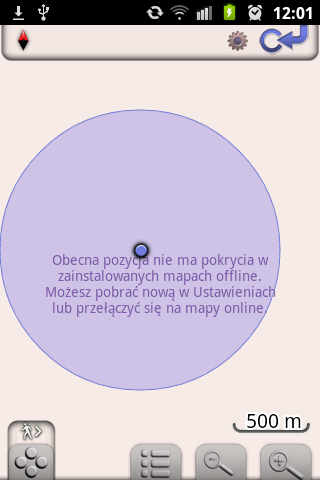 12:01
Obecna pozycja nie ma pokrycia w
zainstalowanych mapach offline.
Możesz pobrać nową w Ustawieniach
lub przełączyć się na mapy online.
500 m